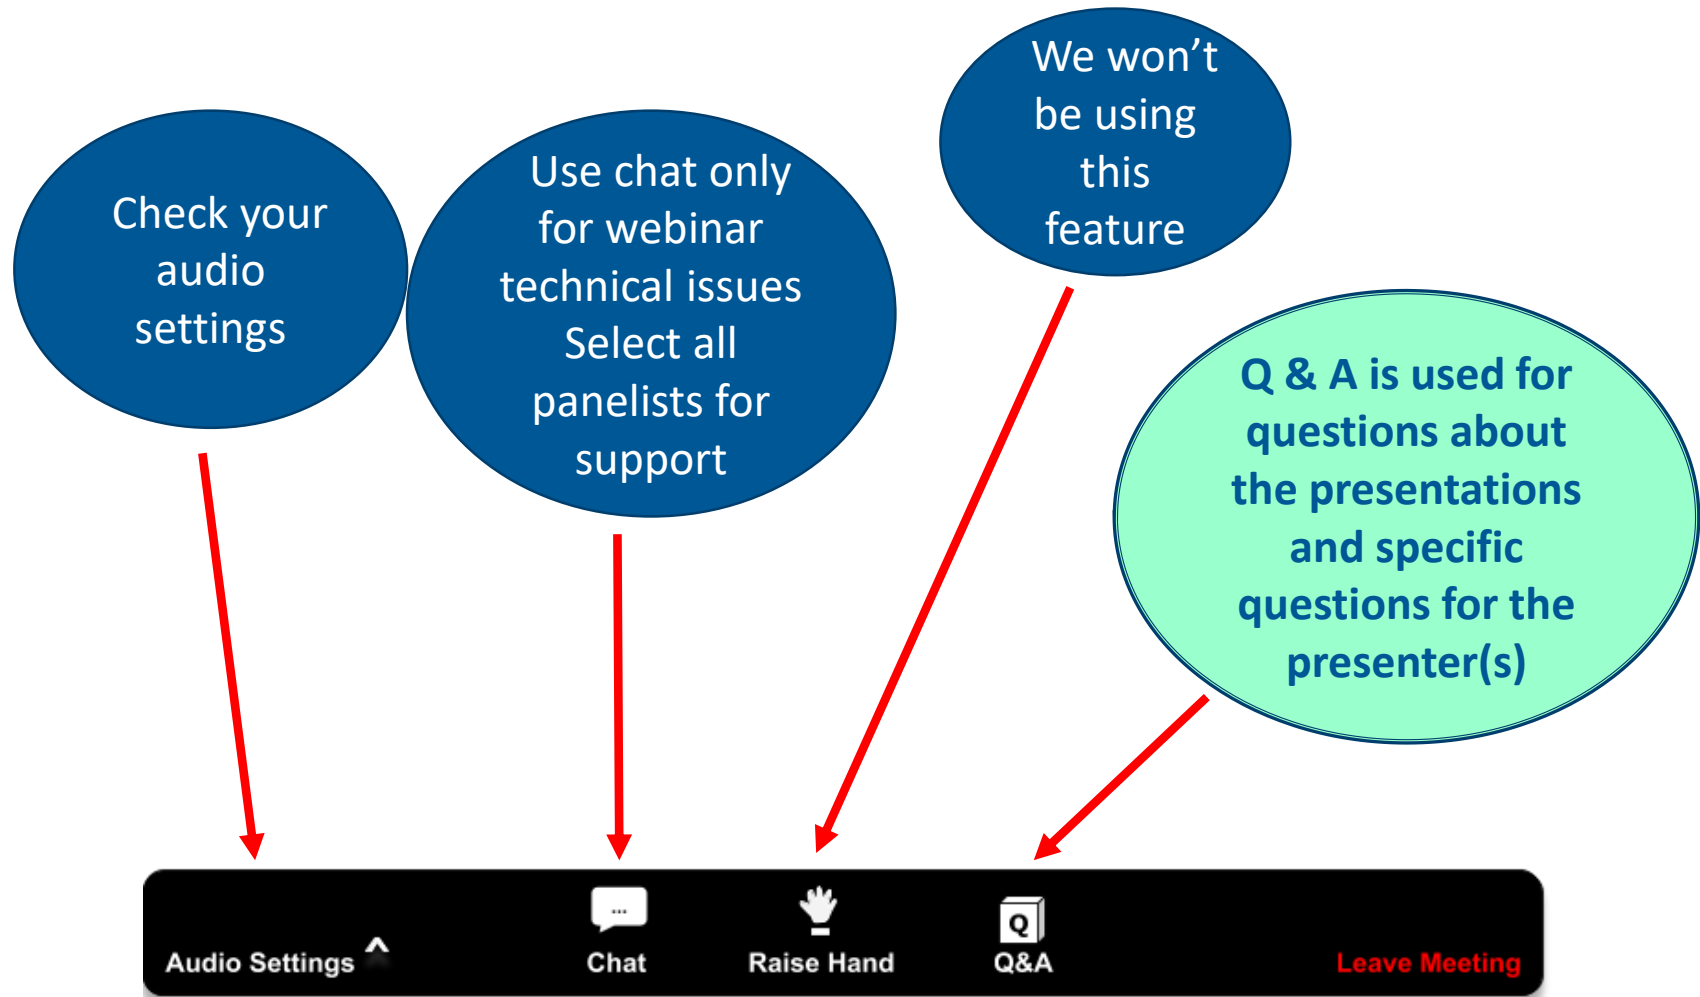 Check your
audio
settings
Use chat only
for webinar
technical issues
Select all
panelists for
support
We won’t
be using
this
feature
Q & A is used for
questions about
the presentations
and specific
questions for the
presenter(s)
Audio Settings ^
...
Chat
Raise Hand
Q
Q&A
Leave Meeting